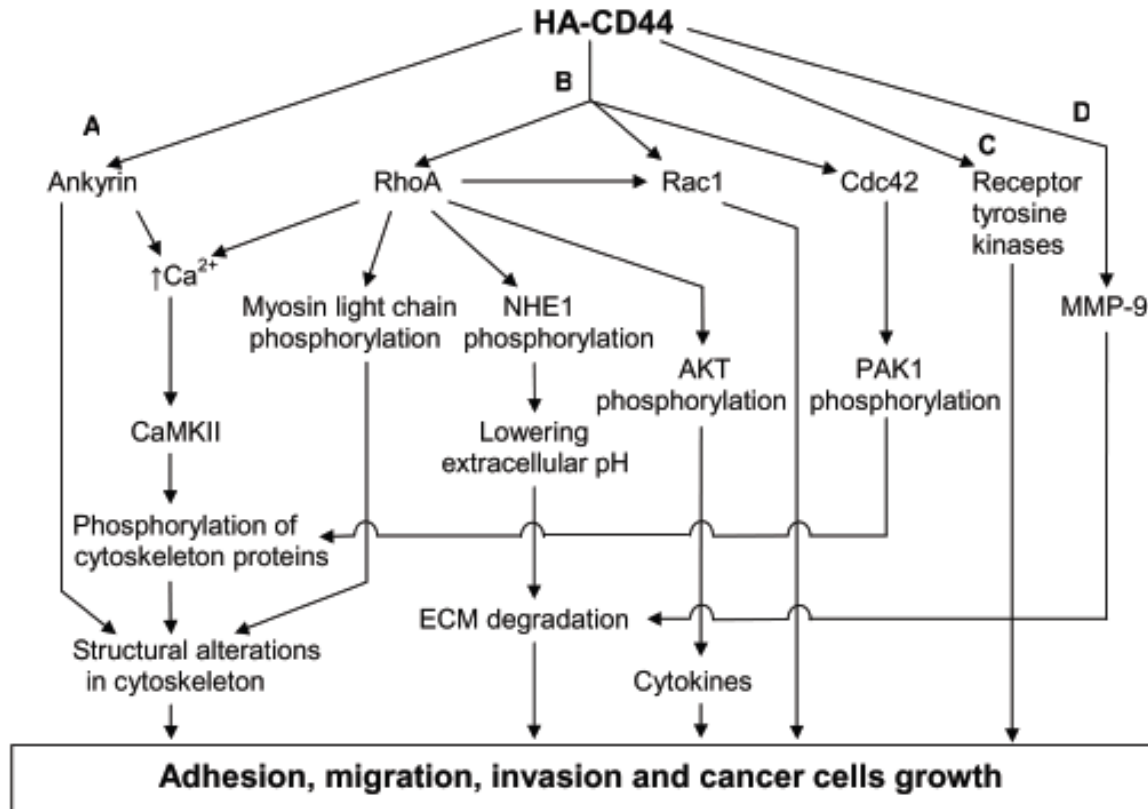 HA-CD44
A
B
C
D
Ankyrin
RhoA
Rac1
Cdc42
Receptor
tyrosine
kinases
↑Ca²⁺
Myosin light chain
phosphorylation
NHE1
phosphorylation
MMP-9
AKT
phosphorylation
PAK1
phosphorylation
CaMKII
Lowering
extracellular pH
Phosphorylation of
cytoskeleton proteins
ECM degradation
Structural alterations
in cytoskeleton
Cytokines
Adhesion, migration, invasion and cancer cells growth